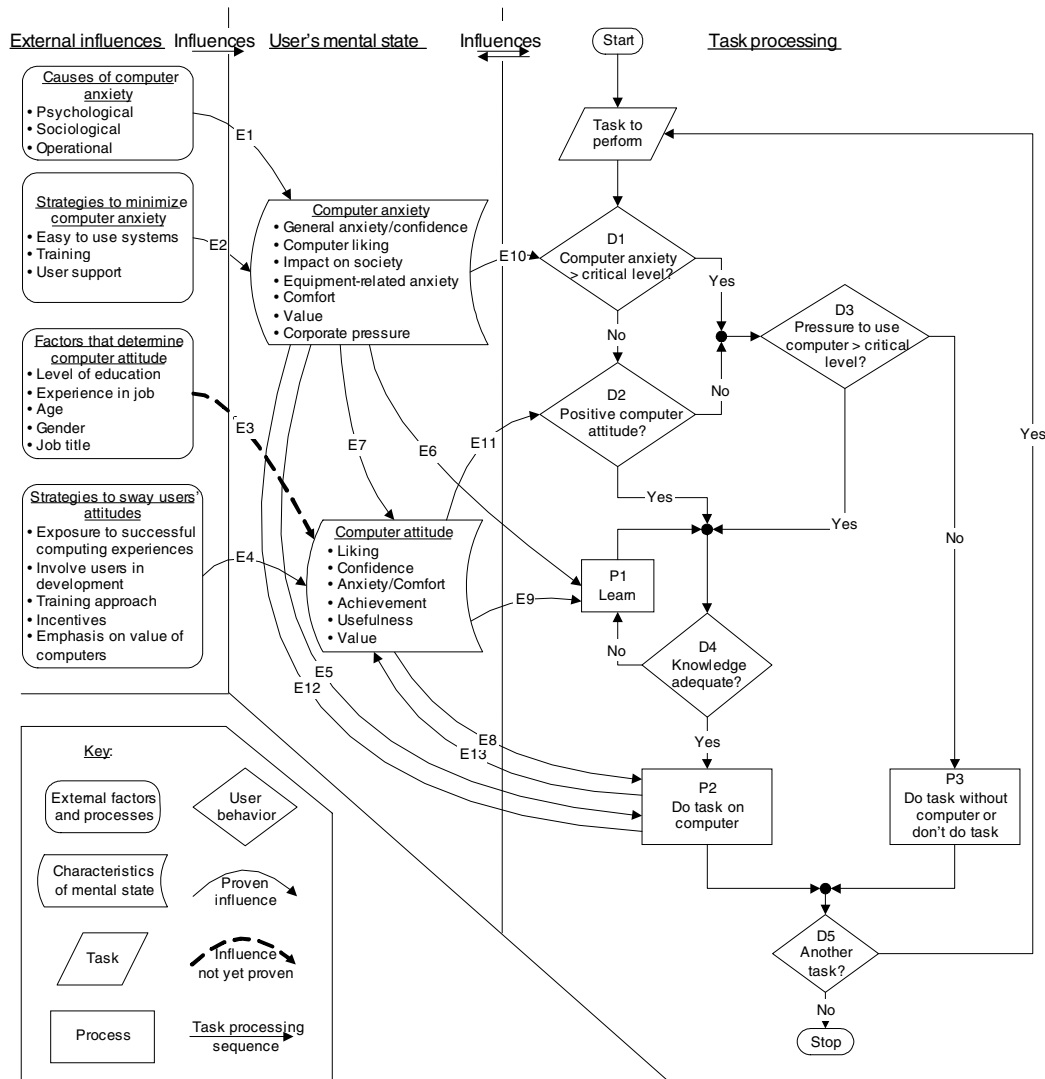 External influences
Influences
User's mental state
Influences
Task processing
Causes of computer
anxiety
• Psychological
• Sociological
• Operational
Strategies to minimize
computer anxiety
• Easy to use systems
• Training
• User support
Factors that determine
computer attitude
• Level of education
• Experience in job
• Age
• Gender
• Job title
Strategies to sway users'
attitudes
• Exposure to successful
computing experiences
• Involve users in
development
• Training approach
• Incentives
• Emphasis on value of
computers
E1
E2
E3
E4
Computer anxiety
• General anxiety/confidence
• Computer liking
• Impact on society
• Equipment-related anxiety
• Comfort
• Value
• Corporate pressure
E10
E7
E6
E11
Computer attitude
• Liking
• Confidence
• Anxiety/Comfort
• Achievement
• Usefulness
• Value
E9
E5
E12
E8
E13
Start
Task to
perform
D1
Computer anxiety
> critical level?
Yes
No
D2
Positive computer
attitude?
No
Yes
D3
Pressure to use
computer > critical
level?
Yes
No
Yes
P1
Learn
No
D4
Knowledge
adequate?
Yes
P2
Do task on
computer
P3
Do task without
computer or
don't do task
D5
Another
task?
No
Stop
Key:
External factors
and processes
User
behavior
Characteristics
of mental state
Proven
influence
Task
Influence
not yet proven
Process
Task processing
sequence